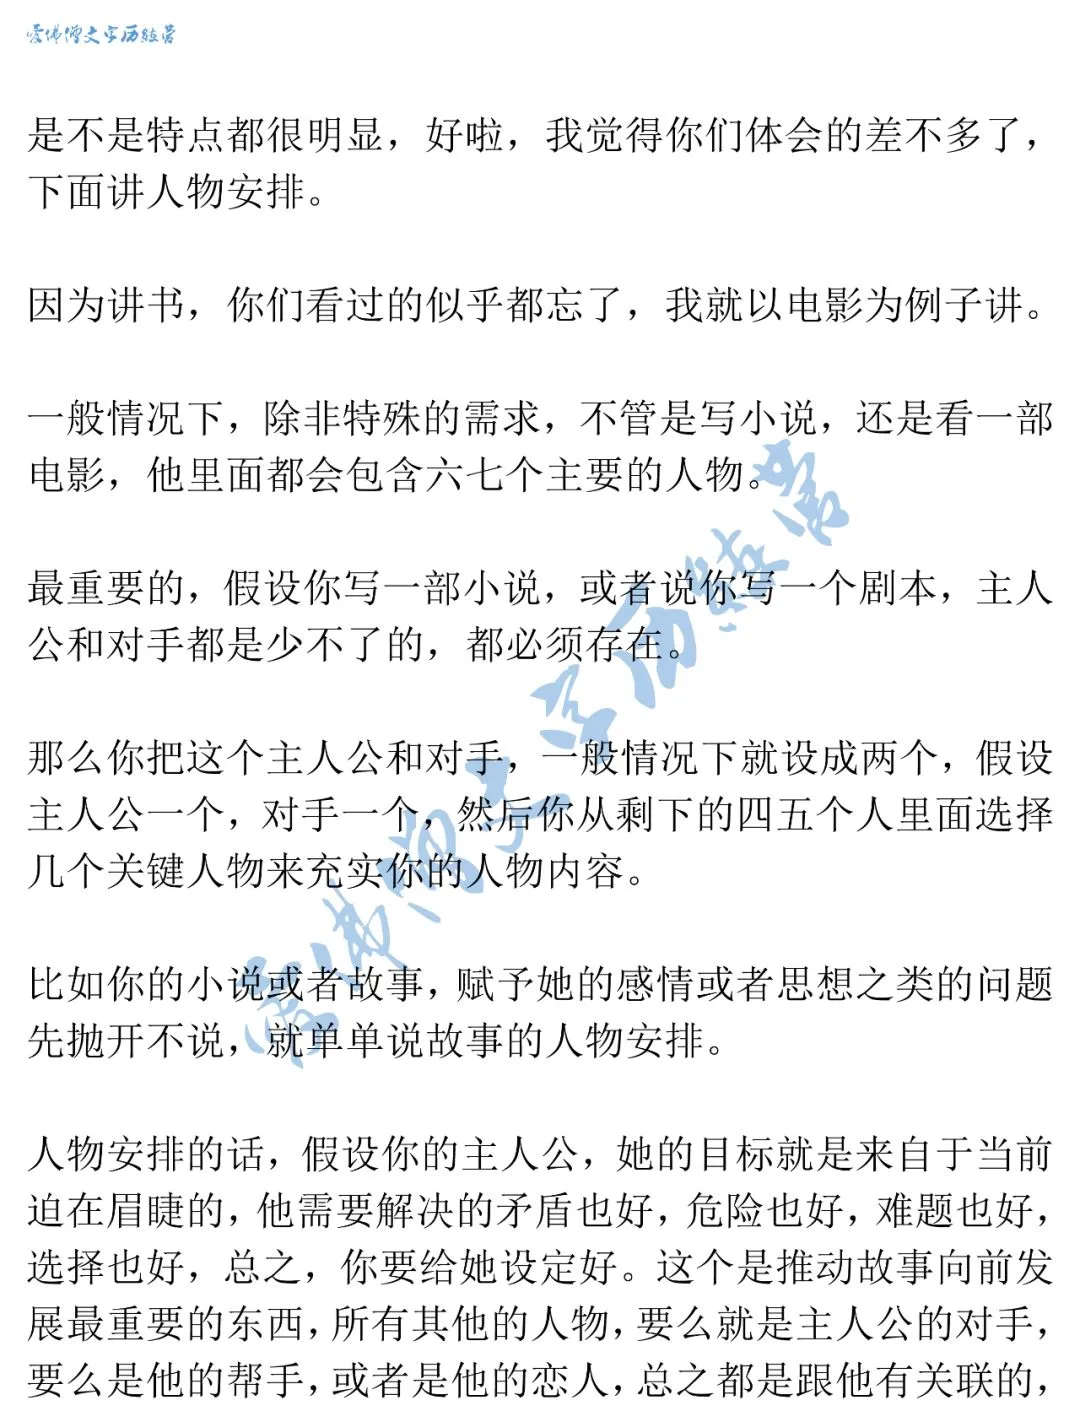 爱佛僧文字历练营
是不是特点都很明显，好啦，我觉得你们体会的差不多了，
下面讲人物安排。
因为讲书，你们看过的似乎都忘了，我就以电影为例子讲。
一般情况下，除非特殊的需求，不管是写小说，还是看一部
电影，他里面都会包含六七个主要的人物。
最重要的，假设你写一部小说，或者说你写一个剧本，主人
公和对手都是少不了的，都必须存在。
那么你把这个主人公和对手，一般情况下就设成两个，假设
主人公一个，对手一个，然后你从剩下的四五个人里面选择
几个关键人物来充实你的人物内容。
比如你的小说或者故事，赋予她的感情或者思想之类的问题
先抛开不说，就单单说故事的人物安排。
人物安排的话，假设你的主人公，她的目标就是来自于当前
迫在眉睫的，他需要解决的矛盾也好，危险也好，难题也好，
选择也好，总之，你要给她设定好。这个是推动故事向前发
展最重要的东西，所有其他的人物，要么就是主人公的对手，
要么是他的帮手，或者是他的恋人，总之都是跟他有关联的，
爱佛僧文字历练营